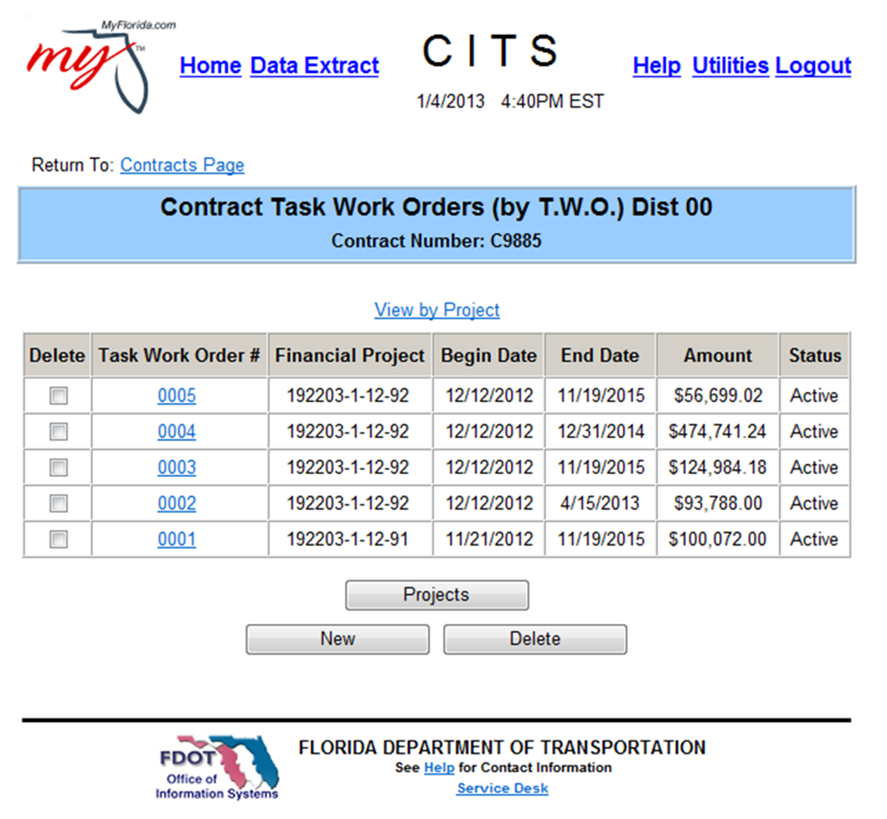 MyFlorida.com
my TM
Home Data Extract CITS Help Utilities Logout
1/4/2013 4:40PM EST
Return To: Contracts Page
Contract Task Work Orders (by T.W.O.) Dist 00
Contract Number: C9885
View by Project
Delete Task Work Order # Financial Project Begin Date End Date Amount Status
0005 192203-1-12-92 12/12/2012 11/19/2015 $56,699.02 Active
0004 192203-1-12-92 12/12/2012 12/31/2014 $474,741.24 Active
0003 192203-1-12-92 12/12/2012 11/19/2015 $124,984.18 Active
0002 192203-1-12-92 12/12/2012 4/15/2013 $93,788.00 Active
0001 192203-1-12-91 11/21/2012 11/19/2015 $100,072.00 Active
Projects
New Delete
FDOT
Office of
Information Systems
FLORIDA DEPARTMENT OF TRANSPORTATION
See Help for Contact Information
Service Desk